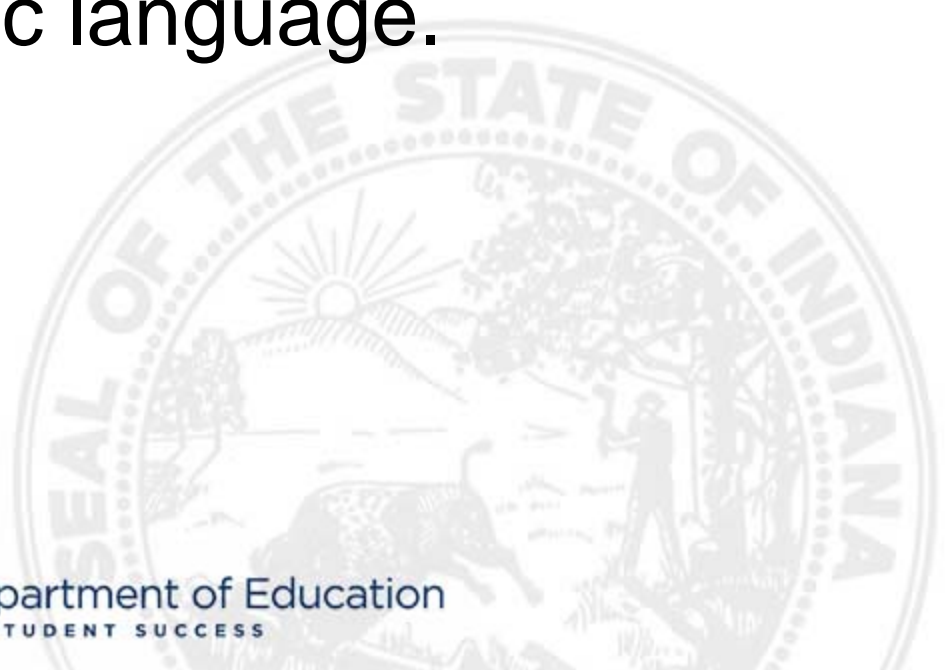 c language.
SEAL OF THE STATE OF INDIANA
partment of Education
TUDENT SUCCESS